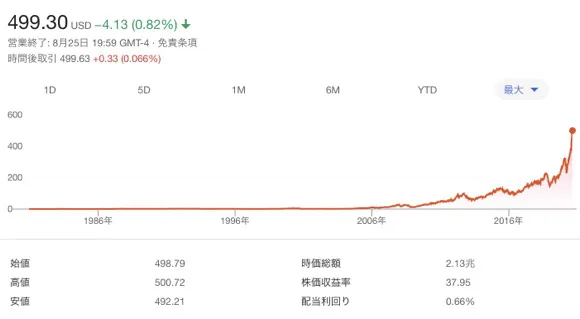 499.30 USD −4.13 (0.82%) ↓
営業終了: 8月25日 19:59 GMT-4 · 免責条項
時間後取引 499.63 +0.33 (0.066%)
1D 5D 1M 6M YTD 最大
600
400
200
0
1986年 1996年 2006年 2016年
始値 498.79 時価総額 2.13兆
高値 500.72 株価収益率 37.95
安値 492.21 配当利回り 0.66%